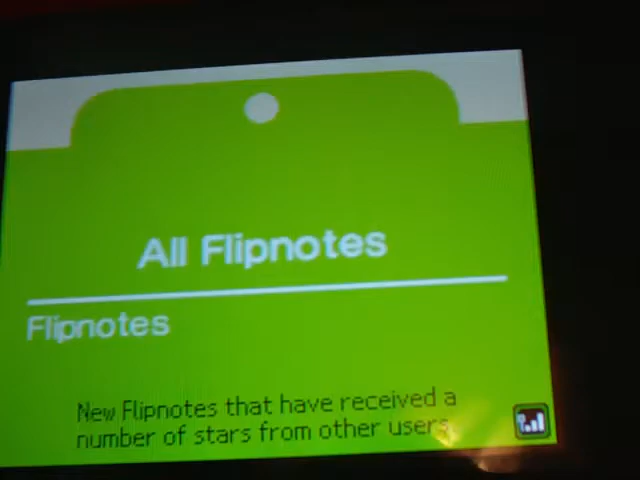 All Flipnotes
Flipnotes
New Flipnotes that have received a
number of stars from other users.